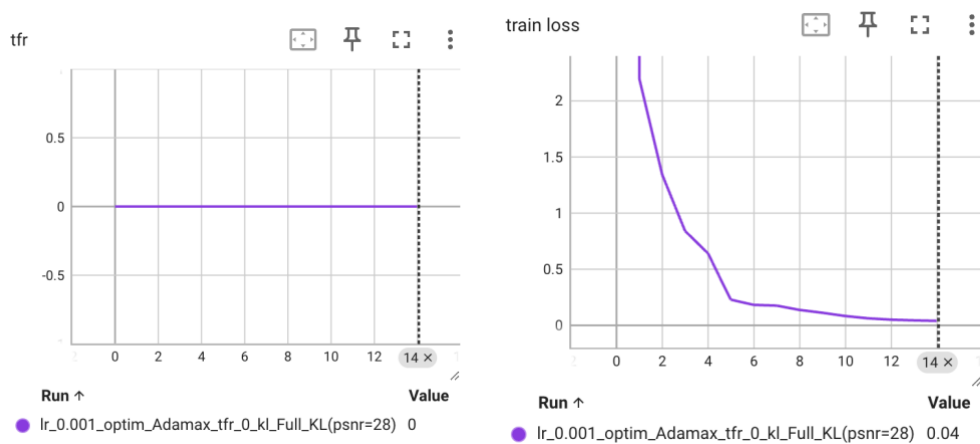 tfr
0.5
0
-0.5
0 2 4 6 8 10 12 14 ×
Run ↑ Value
lr_0.001_optim_Adamax_tfr_0_kl_Full_KL(psnr=28) 0
train loss
2
1.5
1
0.5
0
0 2 4 6 8 10 12 14 ×
Run ↑ Value
lr_0.001_optim_Adamax_tfr_0_kl_Full_KL(psnr=28) 0.04